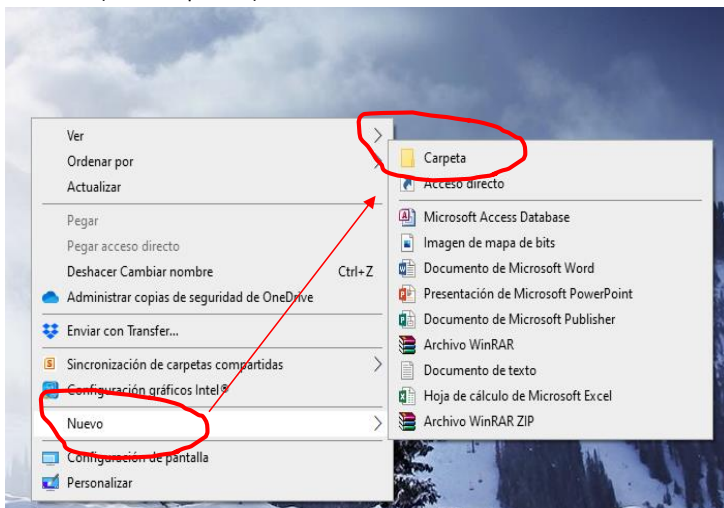 Ver
Ordenar por
Actualizar
Pegar
Pegar acceso directo
Deshacer Cambiar nombre Ctrl+Z
Administrar copias de seguridad de OneDrive
Enviar con Transfer...
Sincronización de carpetas compartidas
Configuración gráficos Intel®
Nuevo
Configuración de pantalla
Personalizar
Carpeta
Acceso directo
Microsoft Access Database
Imagen de mapa de bits
Documento de Microsoft Word
Presentación de Microsoft PowerPoint
Documento de Microsoft Publisher
Archivo WinRAR
Documento de texto
Hoja de cálculo de Microsoft Excel
Archivo WinRAR ZIP